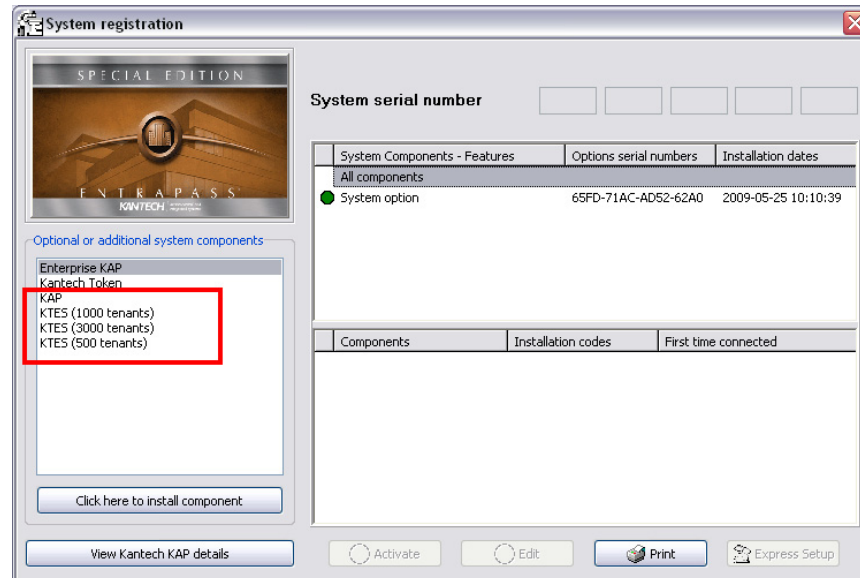 System registration
SPECIAL EDITION
ENTRAPASS
KANTECH
System serial number
System Components - Features Options serial numbers Installation dates
All components
System option 65FD-71AC-AD52-62A0 2009-05-25 10:10:39
Optional or additional system components
Enterprise KAP
Kantech Token
KAP
KTES (1000 tenants)
KTES (3000 tenants)
KTES (500 tenants)
Components Installation codes First time connected
Click here to install component
View Kantech KAP details Activate Edit Print Express Setup